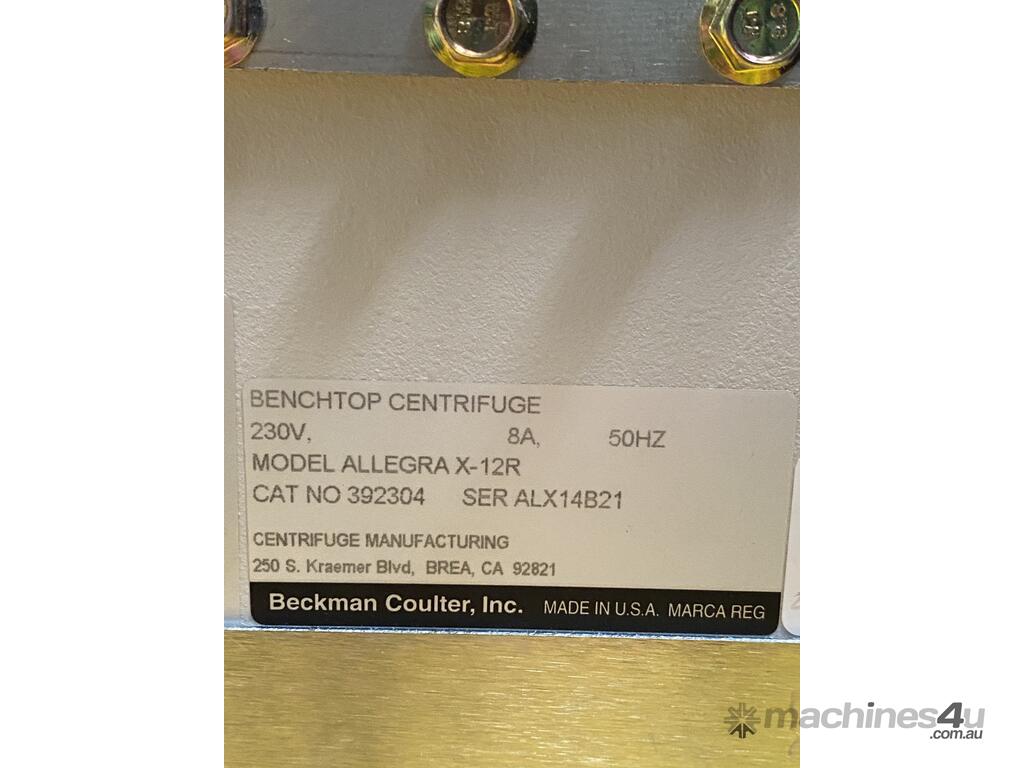 BENCHTOP CENTRIFUGE
230V, 8A, 50HZ
MODEL ALLEGRA X-12R
CAT NO 392304 SER ALX14B21
CENTRIFUGE MANUFACTURING
250 S. Kraemer Blvd, BREA, CA 92821
Beckman Coulter, Inc. MADE IN U.S.A. MARCA REG
machines4u
.com.au